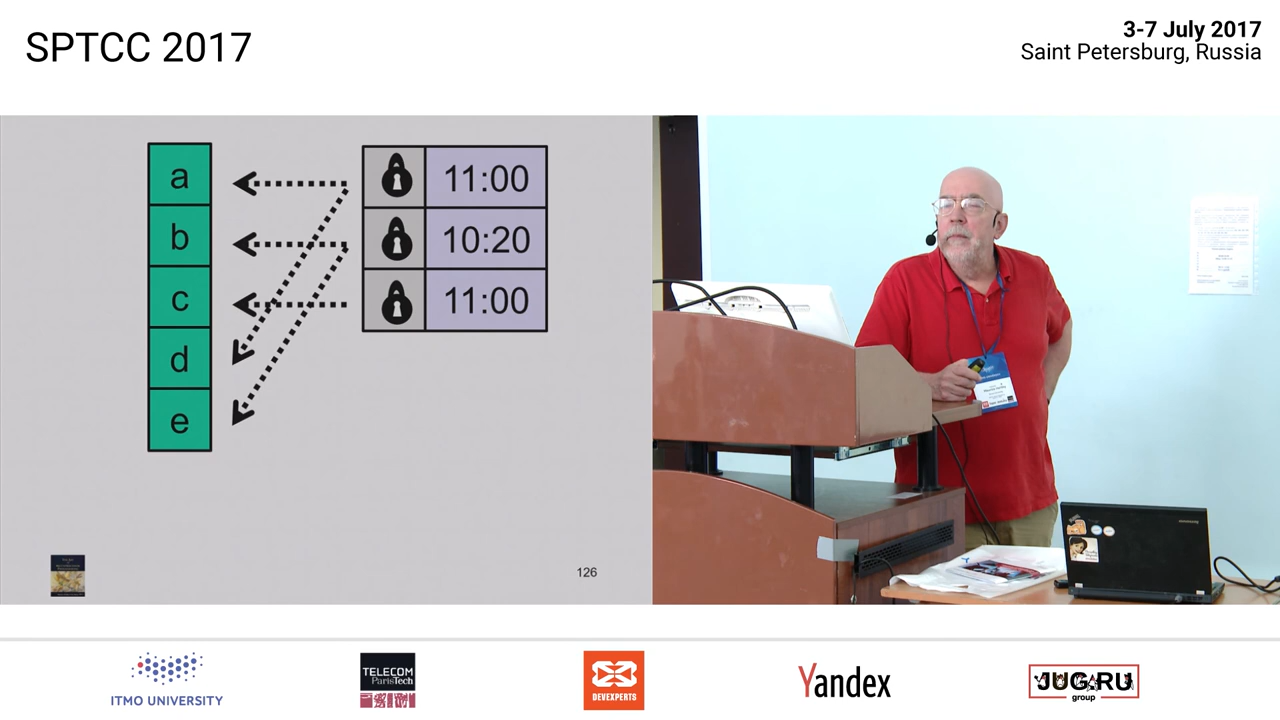 SPTCC 2017
3-7 July 2017
Saint Petersburg, Russia
a
b
c
d
e
11:00
10:20
11:00
126
ITMO UNIVERSITY
TELECOM
ParisTech
DEVEXPERTS
Yandex
JUG.RU
group